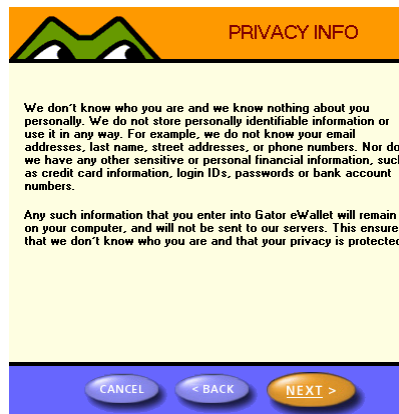 PRIVACY INFO
We don't know who you are and we know nothing about you
personally. We do not store personally identifiable information or
use it in any way. For example, we do not know your email
addresses, last name, street addresses, or phone numbers. Nor do
we have any other sensitive or personal financial information, suc
as credit card information, login IDs, passwords or bank account
numbers.
Any such information that you enter into Gator eWallet will remain
on your computer, and will not be sent to our servers. This ensure
that we don't know who you are and that your privacy is protected
CANCEL
< BACK
NEXT >